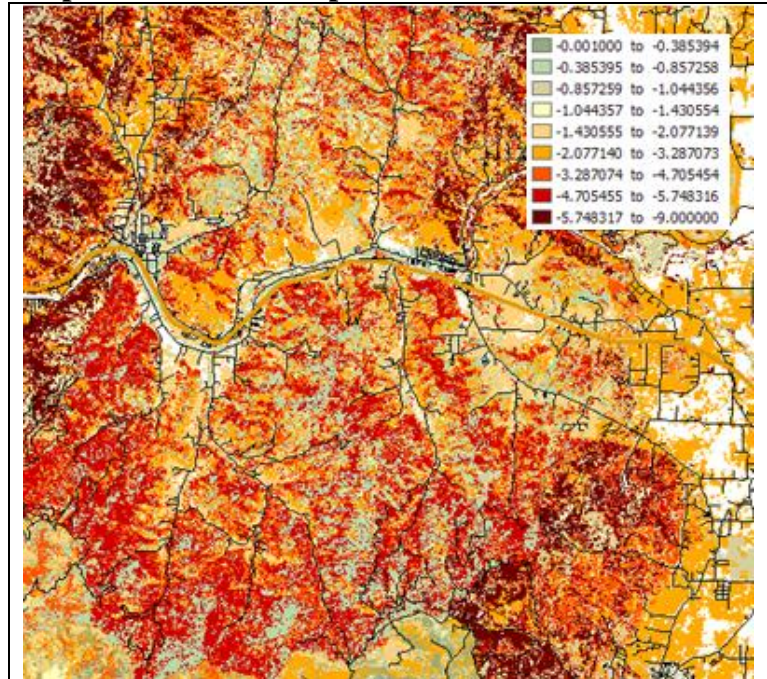 -0.001000 to -0.385394
-0.385395 to -0.857258
-0.857259 to -1.044356
-1.044357 to -1.430554
-1.430555 to -2.077139
-2.077140 to -3.287073
-3.287074 to -4.705454
-4.705455 to -5.748316
-5.748317 to -9.000000